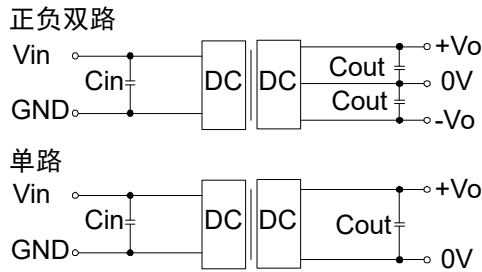 正负双路
Vin Cin DC DC Cout +Vo
0V
GND Cout -Vo
单路
Vin Cin DC DC Cout +Vo
GND 0V